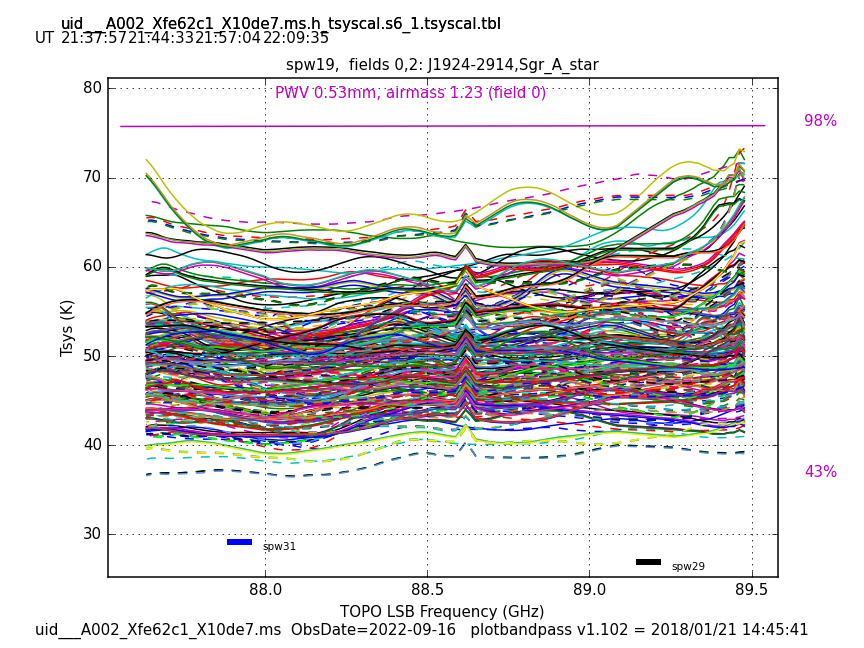 uid___A002_Xfe62c1_X10de7.ms.h_tsyscal.s6_1.tsyscal.tbl
UT 21:37:57 21:44:33 21:57:04 22:09:35
spw19,  fields 0,2: J1924-2914,Sgr_A_star
PWV 0.53mm, airmass 1.23 (field 0)
98%
43%
80
70
60
50
40
30
Tsys (K)
spw31
spw29
88.0 88.5 89.0 89.5
TOPO LSB Frequency (GHz)
uid___A002_Xfe62c1_X10de7.ms  ObsDate=2022-09-16   plotbandpass v1.102 = 2018/01/21 14:45:41